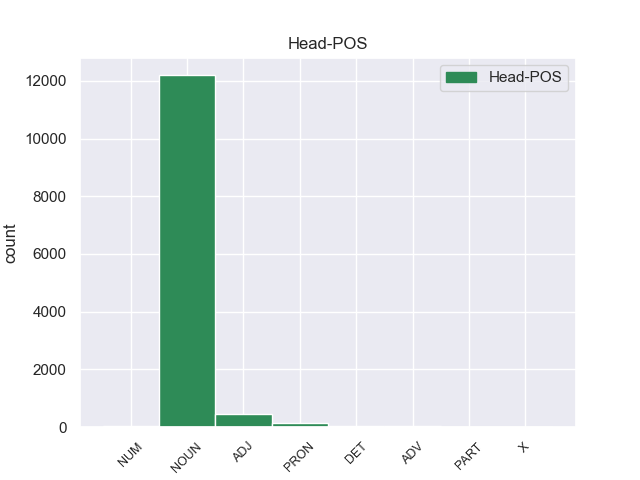 Head-POS
Head-POS
12000
10000
8000
6000
4000
2000
0
count
NUM
NOUN
ADJ
PRON
DET
ADV
PART
X